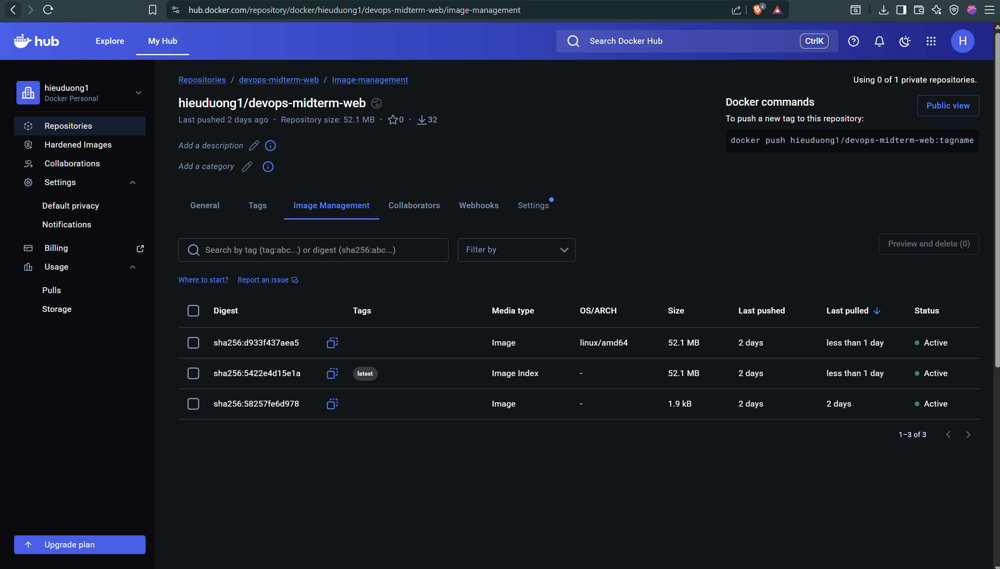 hub.docker.com/repository/docker/hieuduong1/devops-midterm-web/image-management
4
hub
Explore
My Hub
Search Docker Hub
CtrlK
H
hieuduong1
Docker Personal
Repositories
Hardened Images
Collaborations
Settings
Default privacy
Notifications
Billing
Usage
Pulls
Storage
Upgrade plan
Repositories / devops-midterm-web / Image-management
Using 0 of 1 private repositories.
hieuduong1/devops-midterm-web
Last pushed 2 days ago • Repository size: 52.1 MB • 0 • 32
Add a description
Add a category
Docker commands
Public view
To push a new tag to this repository:
docker push hieuduong1/devops-midterm-web:tagname
General Tags Image Management Collaborators Webhooks Settings
Search by tag (tag:abc...) or digest (sha256:abc...)
Filter by
Preview and delete (0)
Where to start? Report an issue
Digest Tags Media type OS/ARCH Size Last pushed Last pulled Status
sha256:d933f437aea5 Image linux/amd64 52.1 MB 2 days less than 1 day Active
sha256:5422e4d15e1a latest Image Index - 52.1 MB 2 days less than 1 day Active
sha256:58257fe6d978 Image - 1.9 kB 2 days 2 days Active
1–3 of 3